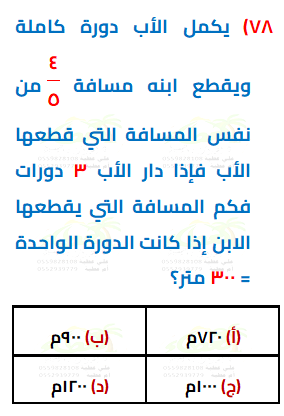 ٧٨) يكمل الأب دورة كاملة
ويقطع ابنه مسافة ٤/٥ من
نفس المسافة التي قطعها
الأب فإذا دار الأب ٣ دورات
فكم المسافة التي يقطعها
الابن إذا كانت الدورة الواحدة
= ٣٠٠ متر؟
(أ) ٧٢٠م (ب) ٩٠٠م
(ج) ١٠٠٠م (د) ١٢٠٠م